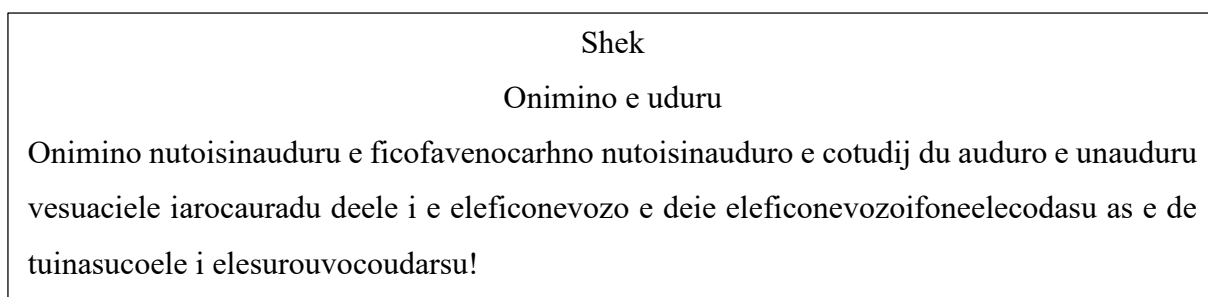 Shek
Onimino e uduru
Onimino nutoisinauduru e ficofavenocarhno nutoisinauduro e cotudij du auduro e unauduru
vesuaciele iarocauradu deele i e eleficonevozo e deie eleficonevozoifoneelecodasu as e de
tuinasucoele i elesurouvocoudarsu!